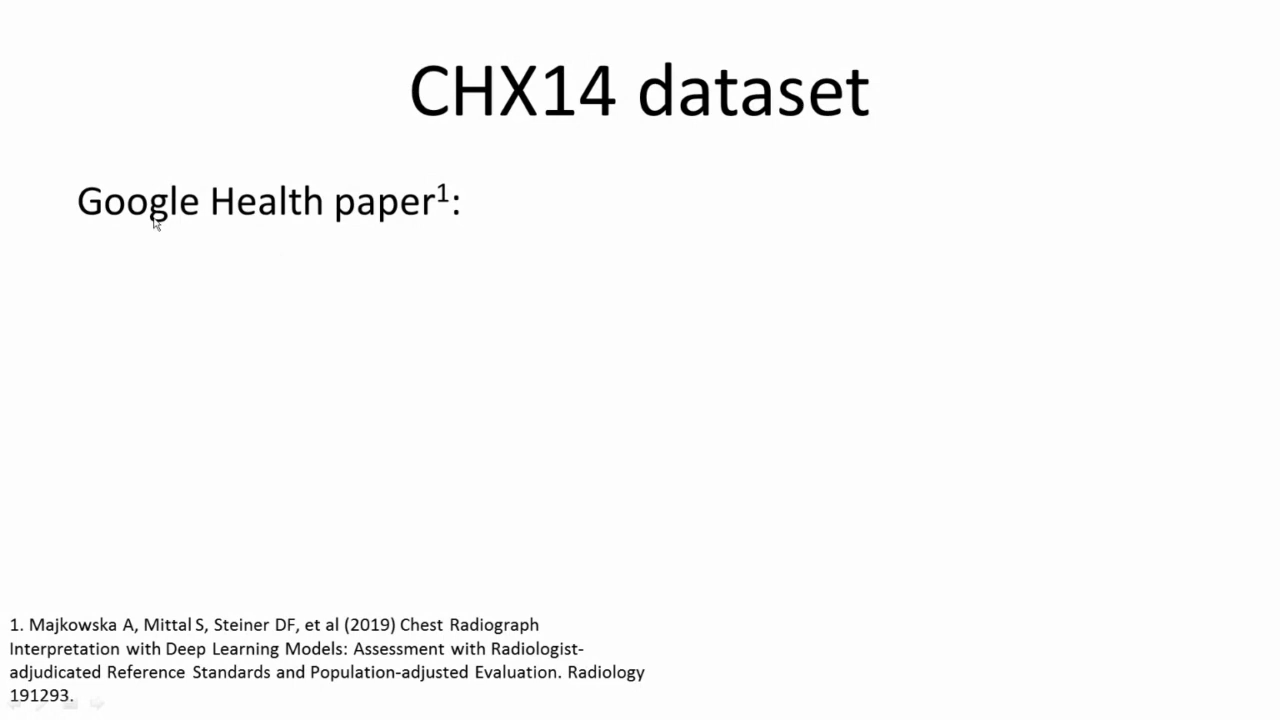 CHX14 dataset
Google Health paper¹:
1. Majkowska A, Mittal S, Steiner DF, et al (2019) Chest Radiograph
Interpretation with Deep Learning Models: Assessment with Radiologist-
adjudicated Reference Standards and Population-adjusted Evaluation. Radiology
191293.